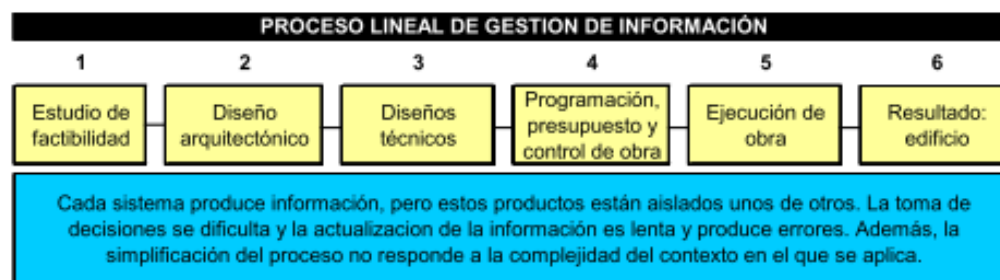 PROCESO LINEAL DE GESTION DE INFORMACIÓN
1 2 3 4 5 6
Estudio de
factibilidad
Diseño
arquitectónico
Diseños
técnicos
Programación,
presupuesto y
control de obra
Ejecución de
obra
Resultado:
edificio
Cada sistema produce información, pero estos productos están aislados unos de otros. La toma de
decisiones se dificulta y la actualizacion de la información es lenta y produce errores. Además, la
simplificación del proceso no responde a la complejidad del contexto en el que se aplica.